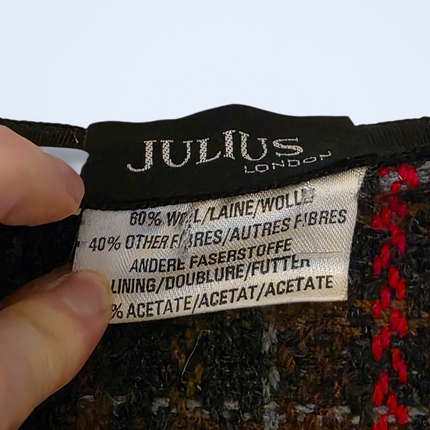 JULIUS
LONDON
60% WOOL/LAINE/WOLLE
40% OTHER FIBRES/AUTRES FIBRES
ANDERE FASERSTOFFE
LINING/DOUBLURE/FUTTER
% ACETATE/ACETAT/ACETATE